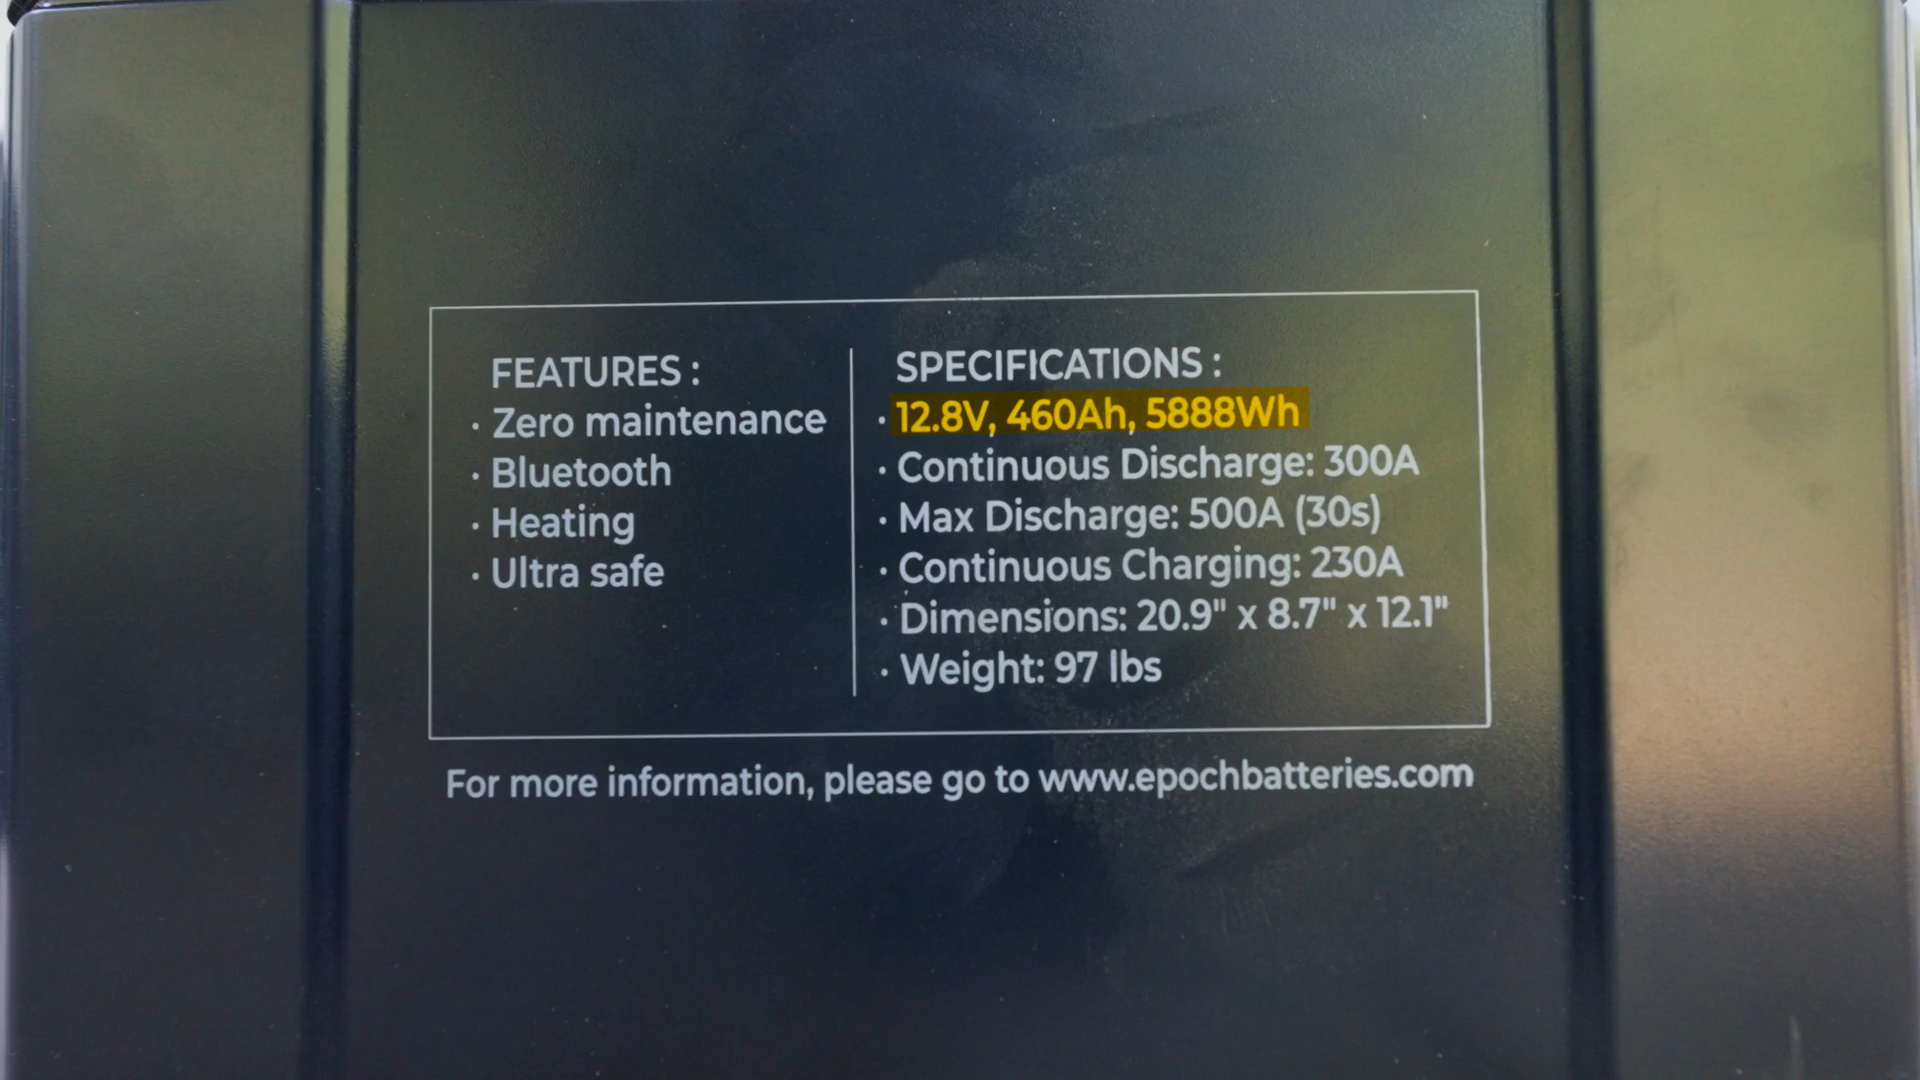 FEATURES :
· Zero maintenance
· Bluetooth
· Heating
· Ultra safe
SPECIFICATIONS :
· 12.8V, 460Ah, 5888Wh
· Continuous Discharge: 300A
· Max Discharge: 500A (30s)
· Continuous Charging: 230A
· Dimensions: 20.9" x 8.7" x 12.1"
· Weight: 97 lbs
For more information, please go to www.epochbatteries.com